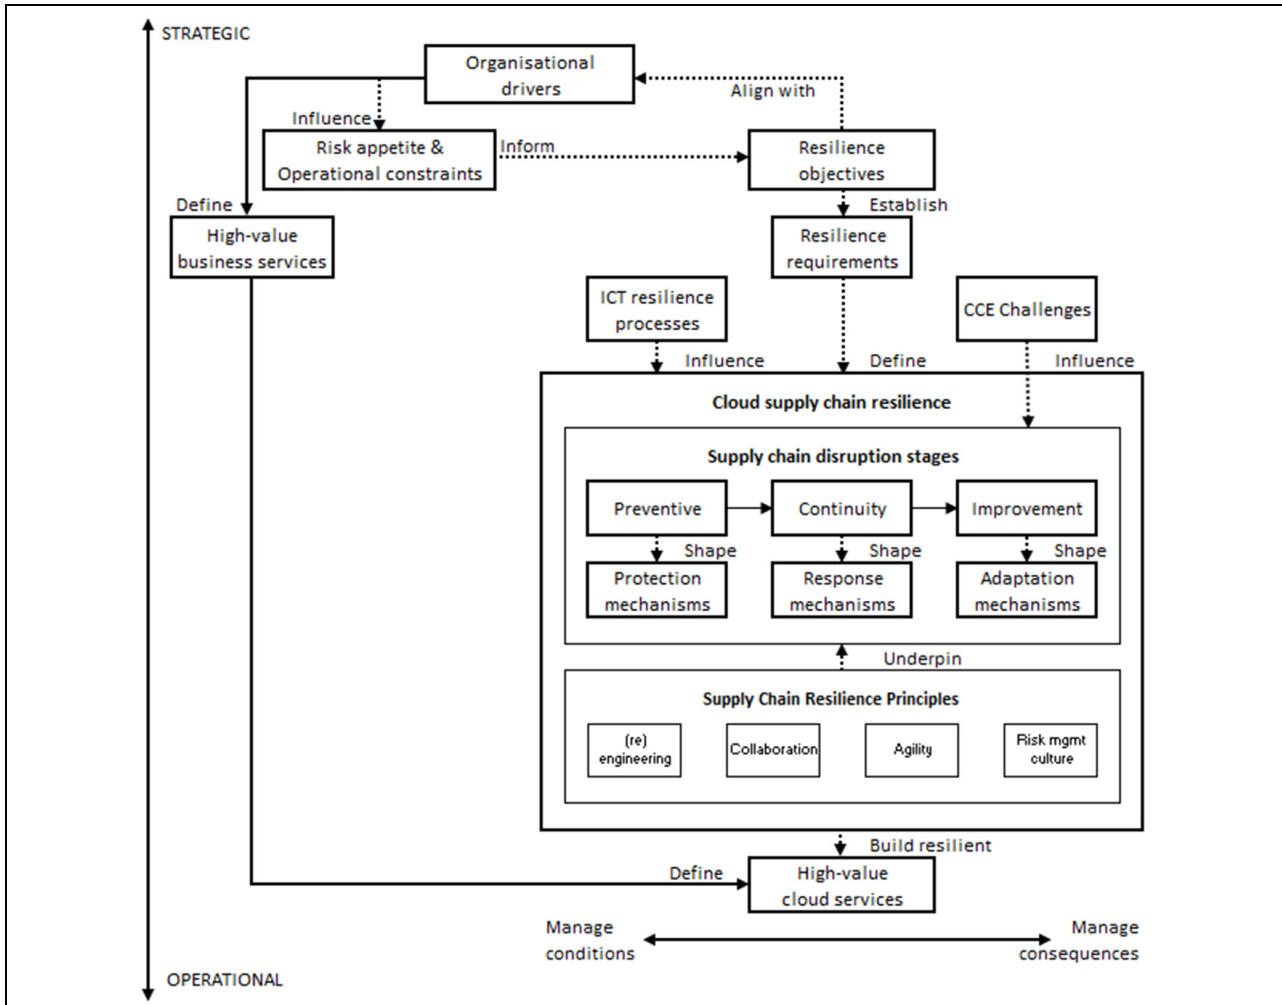 STRATEGIC
Organisational
drivers
Align with
Influence
Risk appetite &
Operational constraints
Inform
Resilience
objectives
Define
Establish
High-value
business services
Resilience
requirements
ICT resilience
processes
CCE Challenges
Influence
Define
Influence
Cloud supply chain resilience
Supply chain disruption stages
Preventive
Continuity
Improvement
Shape
Shape
Shape
Protection
mechanisms
Response
mechanisms
Adaptation
mechanisms
Underpin
Supply Chain Resilience Principles
(re)
engineering
Collaboration
Agility
Risk mgmt
culture
Build resilient
Define
High-value
cloud services
Manage
conditions
Manage
consequences
OPERATIONAL